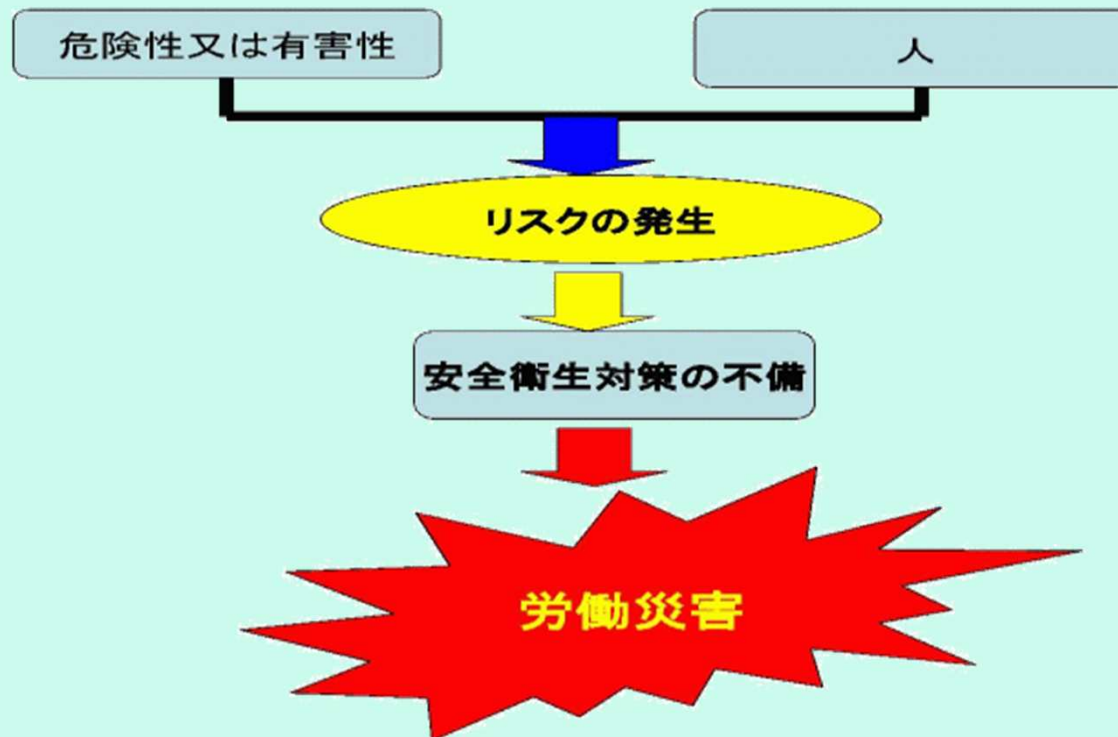 危険性又は有害性
人
リスクの発生
安全衛生対策の不備
労働災害